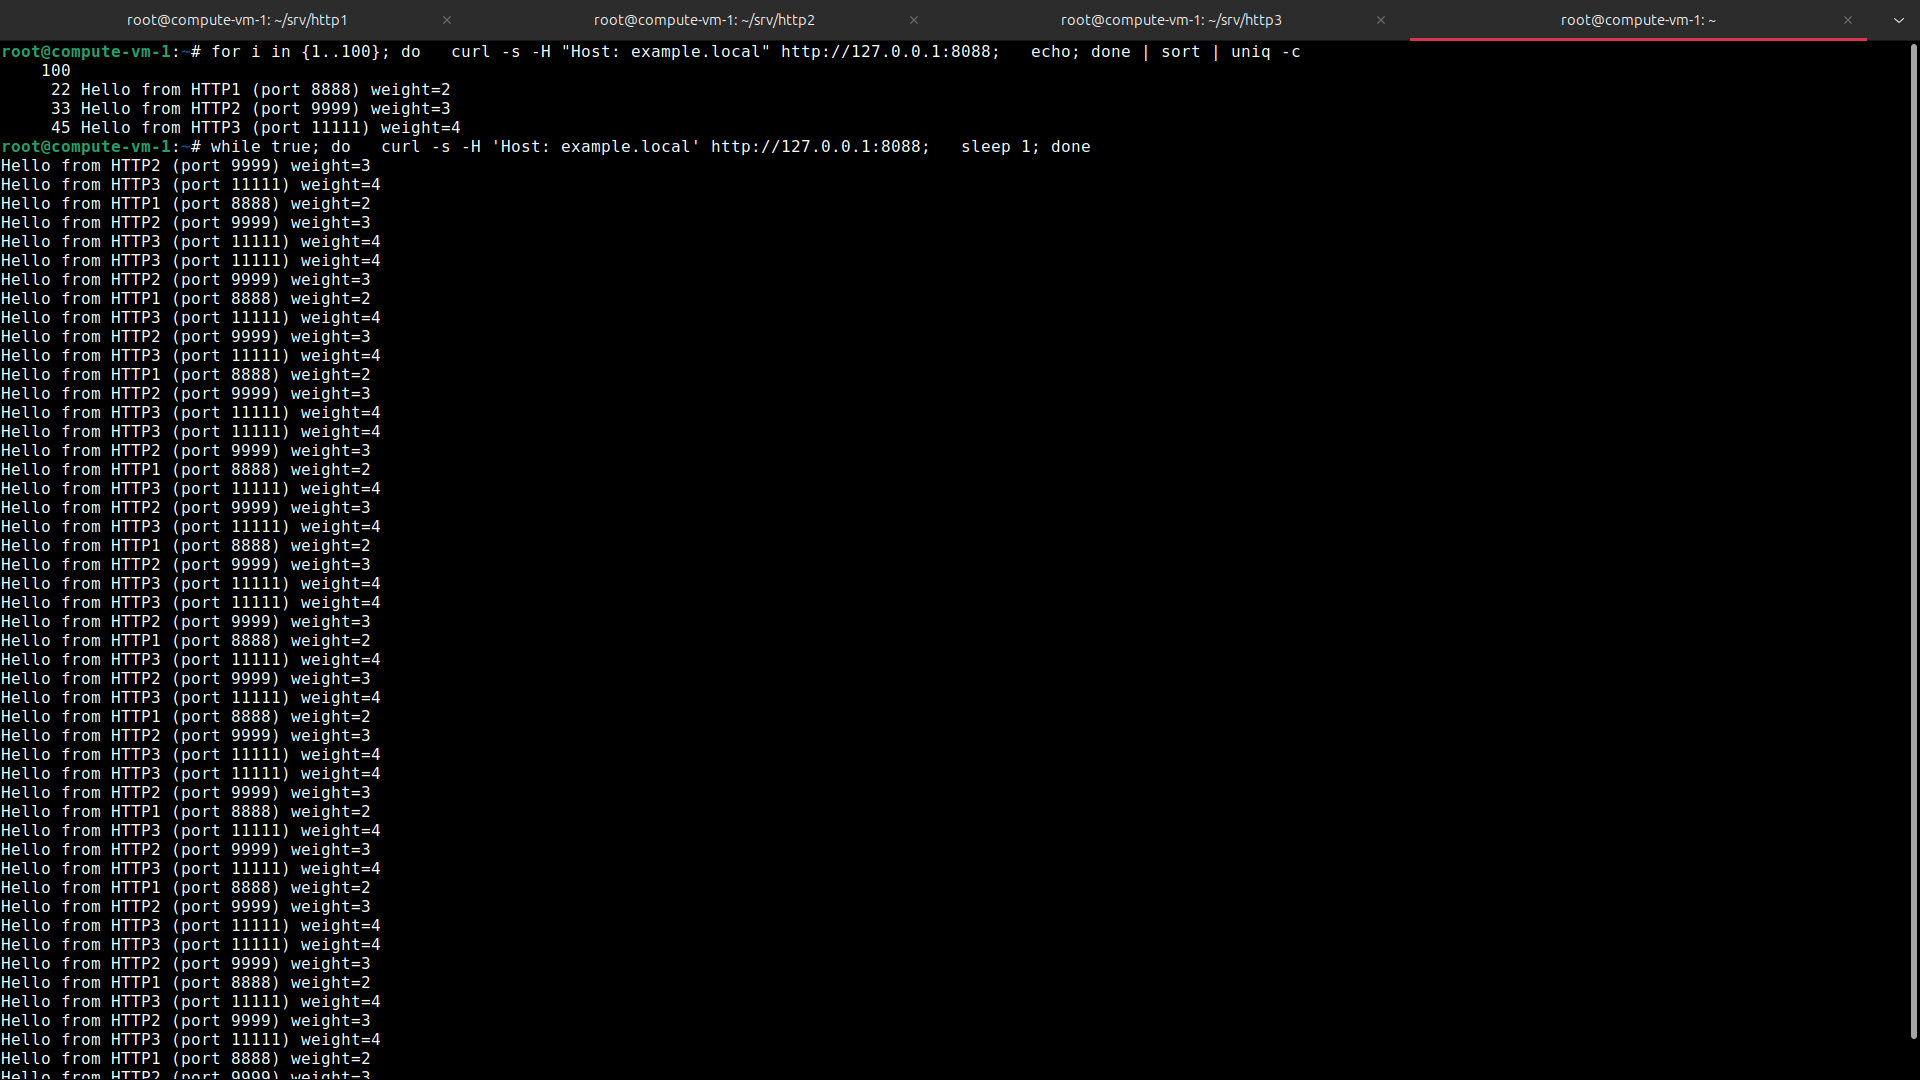 root@compute-vm-1: ~/srv/http1
root@compute-vm-1: ~/srv/http2
root@compute-vm-1: ~/srv/http3
root@compute-vm-1: ~
root@compute-vm-1:~# for i in {1..100}; do   curl -s -H "Host: example.local" http://127.0.0.1:8088;   echo; done | sort | uniq -c
    100
     22 Hello from HTTP1 (port 8888) weight=2
     33 Hello from HTTP2 (port 9999) weight=3
     45 Hello from HTTP3 (port 11111) weight=4
root@compute-vm-1:~# while true; do   curl -s -H 'Host: example.local' http://127.0.0.1:8088;   sleep 1; done
Hello from HTTP2 (port 9999) weight=3
Hello from HTTP3 (port 11111) weight=4
Hello from HTTP1 (port 8888) weight=2
Hello from HTTP2 (port 9999) weight=3
Hello from HTTP3 (port 11111) weight=4
Hello from HTTP3 (port 11111) weight=4
Hello from HTTP2 (port 9999) weight=3
Hello from HTTP1 (port 8888) weight=2
Hello from HTTP3 (port 11111) weight=4
Hello from HTTP2 (port 9999) weight=3
Hello from HTTP3 (port 11111) weight=4
Hello from HTTP1 (port 8888) weight=2
Hello from HTTP2 (port 9999) weight=3
Hello from HTTP3 (port 11111) weight=4
Hello from HTTP3 (port 11111) weight=4
Hello from HTTP2 (port 9999) weight=3
Hello from HTTP1 (port 8888) weight=2
Hello from HTTP3 (port 11111) weight=4
Hello from HTTP2 (port 9999) weight=3
Hello from HTTP3 (port 11111) weight=4
Hello from HTTP1 (port 8888) weight=2
Hello from HTTP2 (port 9999) weight=3
Hello from HTTP3 (port 11111) weight=4
Hello from HTTP3 (port 11111) weight=4
Hello from HTTP2 (port 9999) weight=3
Hello from HTTP1 (port 8888) weight=2
Hello from HTTP3 (port 11111) weight=4
Hello from HTTP2 (port 9999) weight=3
Hello from HTTP3 (port 11111) weight=4
Hello from HTTP1 (port 8888) weight=2
Hello from HTTP2 (port 9999) weight=3
Hello from HTTP3 (port 11111) weight=4
Hello from HTTP3 (port 11111) weight=4
Hello from HTTP2 (port 9999) weight=3
Hello from HTTP1 (port 8888) weight=2
Hello from HTTP3 (port 11111) weight=4
Hello from HTTP2 (port 9999) weight=3
Hello from HTTP3 (port 11111) weight=4
Hello from HTTP1 (port 8888) weight=2
Hello from HTTP2 (port 9999) weight=3
Hello from HTTP3 (port 11111) weight=4
Hello from HTTP3 (port 11111) weight=4
Hello from HTTP2 (port 9999) weight=3
Hello from HTTP1 (port 8888) weight=2
Hello from HTTP3 (port 11111) weight=4
Hello from HTTP2 (port 9999) weight=3
Hello from HTTP3 (port 11111) weight=4
Hello from HTTP1 (port 8888) weight=2
Hello from HTTP2 (port 9999) weight=3